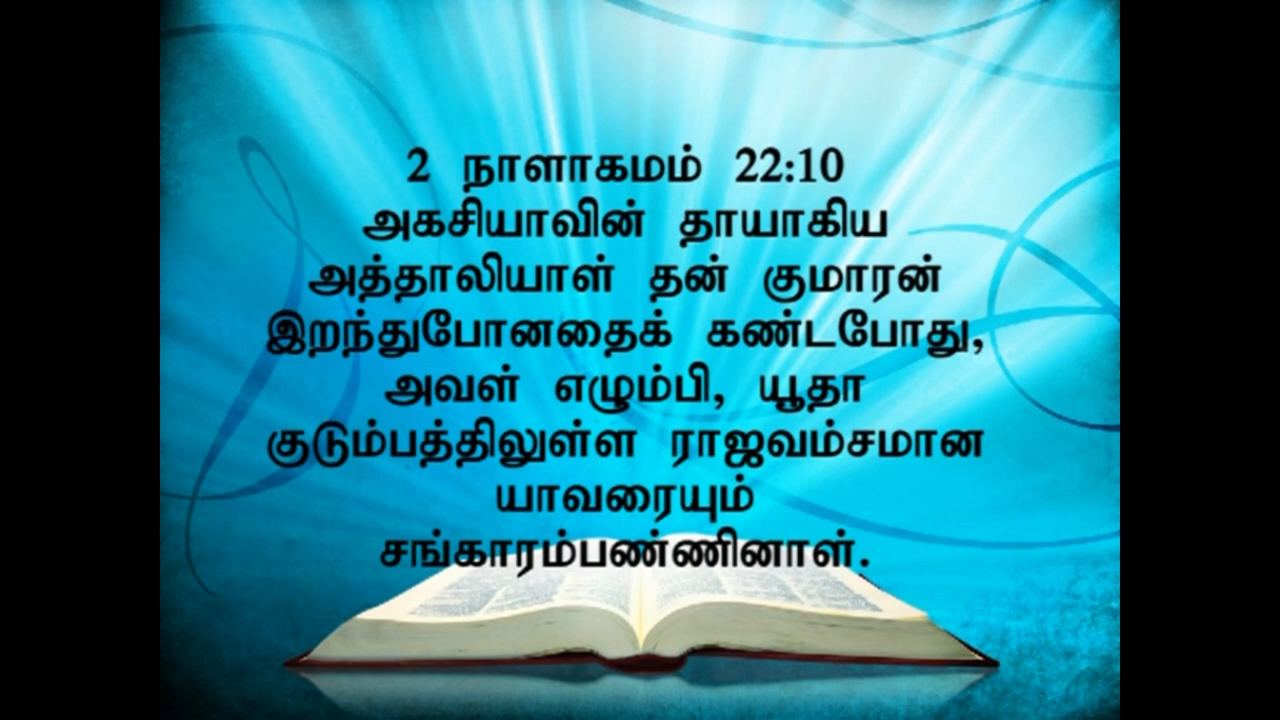 2 நாளாகமம் 22:10
அகசியாவின் தாயாகிய
அத்தாலியாள் தன் குமாரன்
இறந்துபோனதைக் கண்டபோது,
அவள் எழும்பி, யூதா
குடும்பத்திலுள்ள ராஜவம்சமான
யாவரையும்
சங்காரம்பண்ணினாள்.